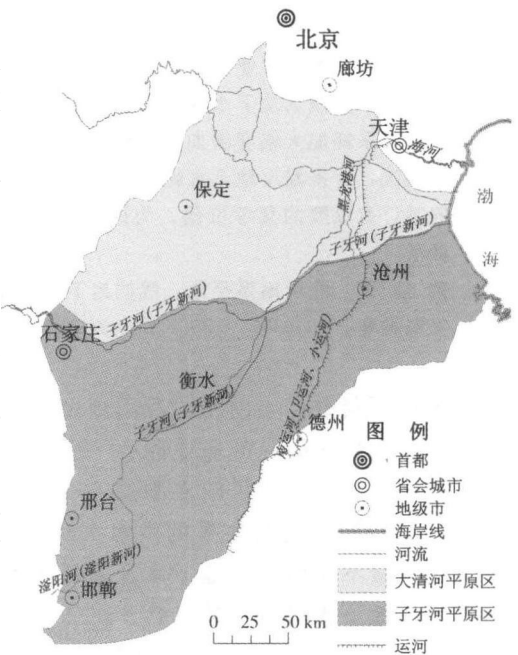 北京
廊坊
天津
海河
黑龙港河
渤
海
保定
子牙河(子牙新河)
沧州
子牙河(子牙新河)
石家庄
衡水
子牙河(子牙新河)
南运河(卫运河、小运河)
德州
邢台
滏阳河(滏阳新河)
邯郸
图 例
首都
省会城市
地级市
海岸线
河流
大清河平原区
子牙河平原区
运河
0 25 50 km